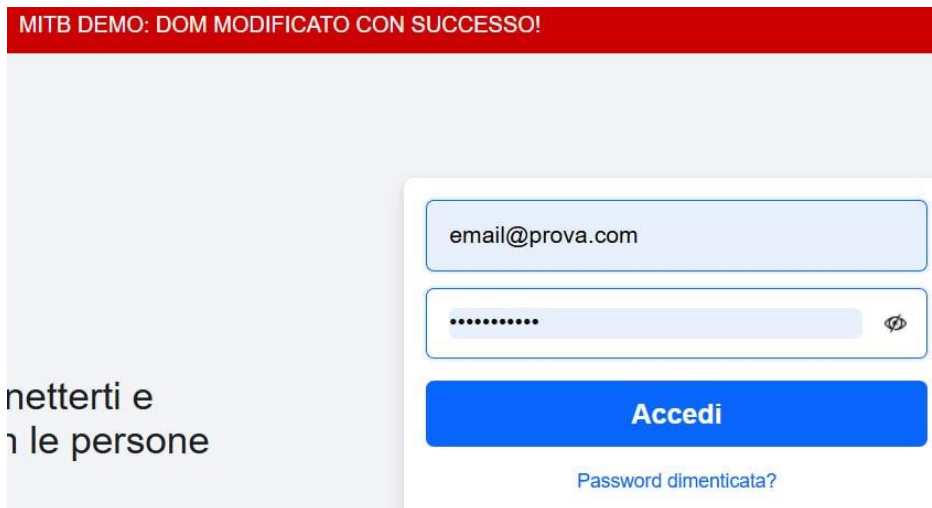 MITB DEMO: DOM MODIFICATO CON SUCCESSO!
email@prova.com
•••••••••••
netterti e
Accedi
le persone
Password dimenticata?